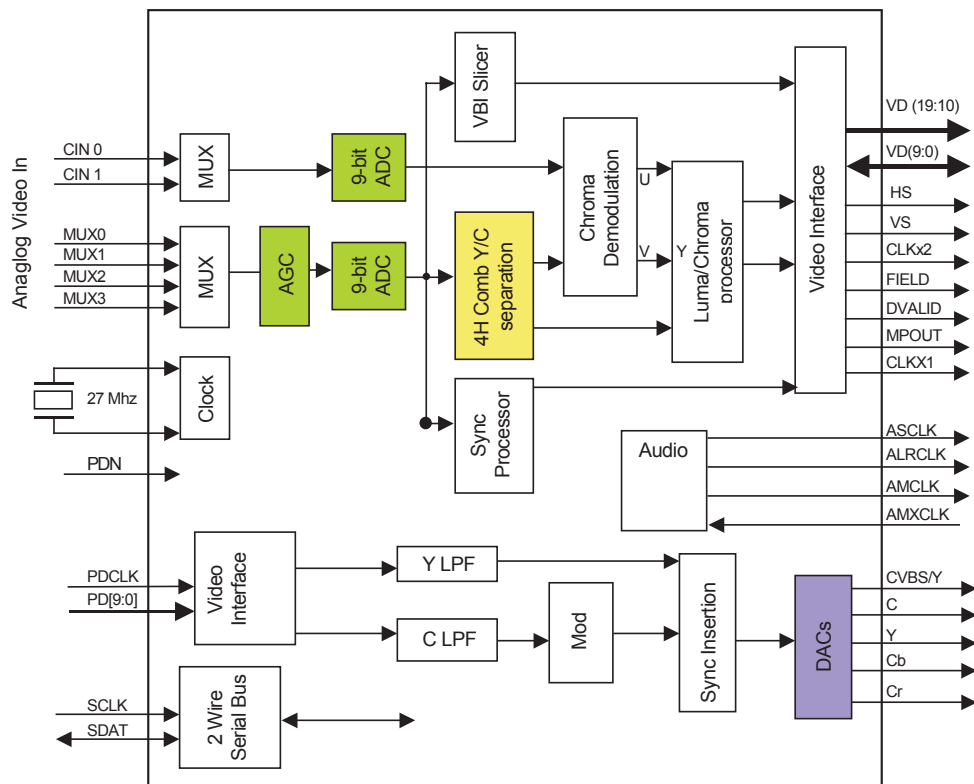 Anaglog Video In
CIN 0
CIN 1
MUX0
MUX1
MUX2
MUX3
27 Mhz
PDN
PDCLK
PD[9:0]
SCLK
SDAT
MUX
MUX
AGC
9-bit
ADC
9-bit
ADC
Clock
VBI Slicer
4H Comb Y/C
separation
Sync
Processor
Chroma
Demodulation
U
V
Y
Luma/Chroma
processor
Video Interface
VD (19:10)
VD(9:0)
HS
VS
CLKx2
FIELD
DVALID
MPOUT
CLKX1
Audio
ASCLK
ALRCLK
AMCLK
AMXCLK
Video
Interface
Y LPF
C LPF
Mod
Sync Insertion
DACs
CVBS/Y
C
Y
Cb
Cr
2 Wire
Serial Bus